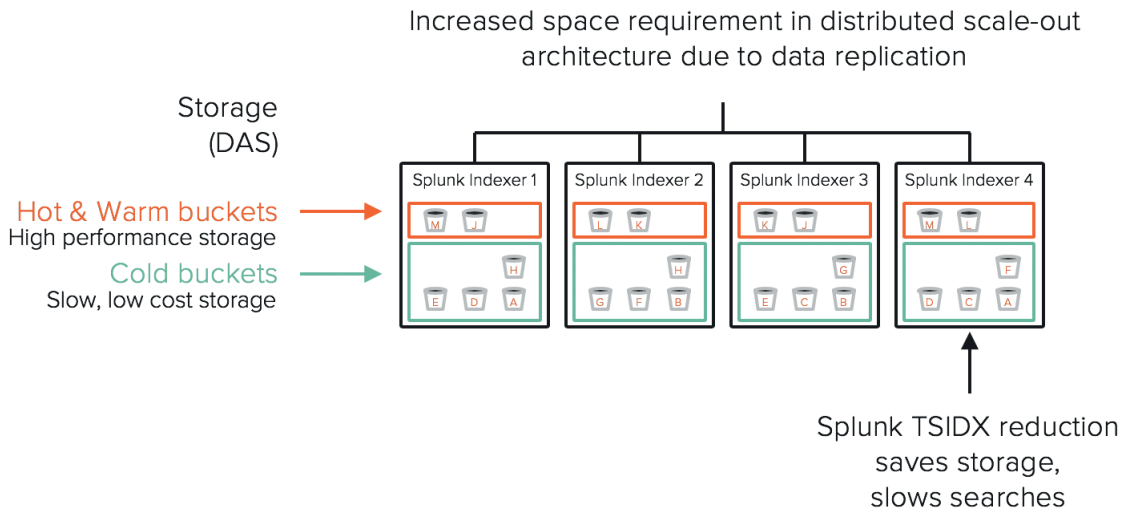 Increased space requirement in distributed scale-out
architecture due to data replication
Storage
(DAS)
Splunk Indexer 1
Splunk Indexer 2
Splunk Indexer 3
Splunk Indexer 4
Hot & Warm buckets
High performance storage
M J
L K
K J
M L
Cold buckets
Slow, low cost storage
H
H
G
F
E D A
G F B
E C B
D C A
Splunk TSIDX reduction
saves storage,
slows searches